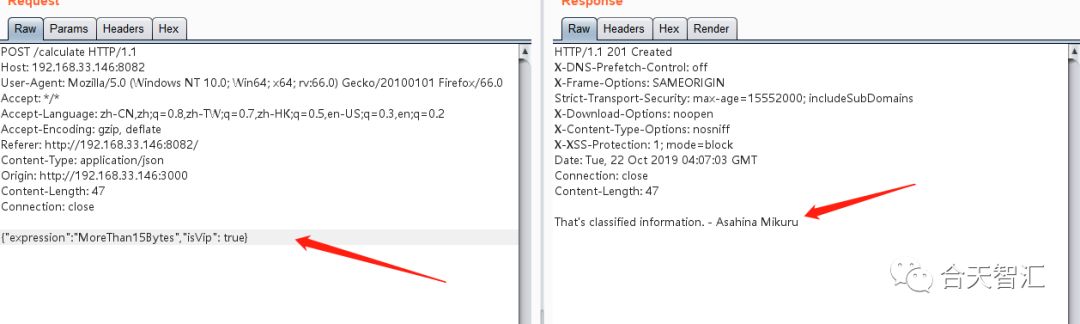 Request
Raw Params Headers Hex
POST /calculate HTTP/1.1
Host: 192.168.33.146:8082
User-Agent: Mozilla/5.0 (Windows NT 10.0; Win64; x64; rv:66.0) Gecko/20100101 Firefox/66.0
Accept: */*
Accept-Language: zh-CN,zh;q=0.8,zh-TW;q=0.7,zh-HK;q=0.5,en-US;q=0.3,en;q=0.2
Accept-Encoding: gzip, deflate
Referer: http://192.168.33.146:8082/
Content-Type: application/json
Origin: http://192.168.33.146:3000
Content-Length: 47
Connection: close
{"expression":"MoreThan15Bytes","isVip": true}
Response
Raw Headers Hex Render
HTTP/1.1 201 Created
X-DNS-Prefetch-Control: off
X-Frame-Options: SAMEORIGIN
Strict-Transport-Security: max-age=15552000; includeSubDomains
X-Download-Options: noopen
X-Content-Type-Options: nosniff
X-XSS-Protection: 1; mode=block
Date: Tue, 22 Oct 2019 04:07:03 GMT
Connection: close
Content-Length: 47
That's classified information. - Asahina Mikuru
合天智汇